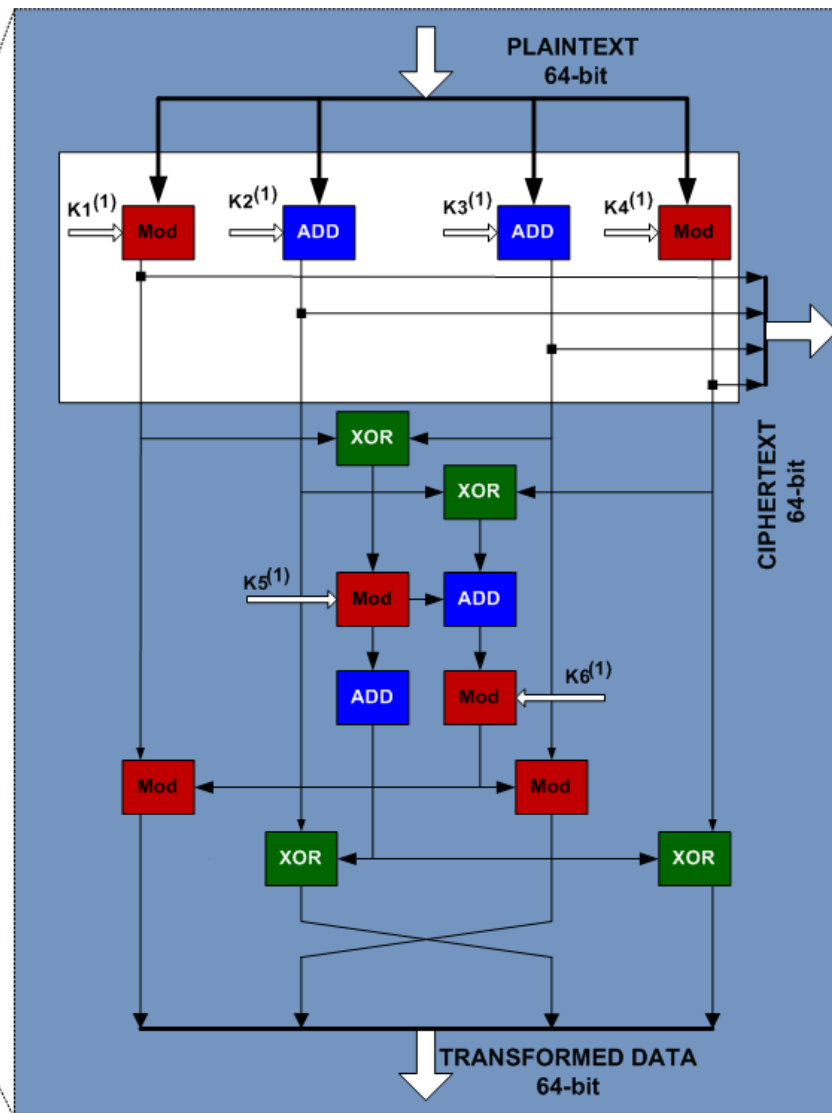 PLAINTEXT
64-bit
K1(1)
Mod
K2(1)
ADD
K3(1)
ADD
K4(1)
Mod
CIPHERTEXT
64-bit
XOR
XOR
K5(1)
Mod
ADD
ADD
Mod
K6(1)
Mod
Mod
XOR
XOR
TRANSFORMED DATA
64-bit